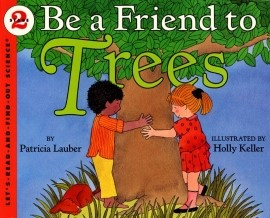 2
LET'S-READ-AND-FIND-OUT SCIENCE®
Be a Friend to
Trees
BY
Patricia Lauber
ILLUSTRATED BY
Holly Keller